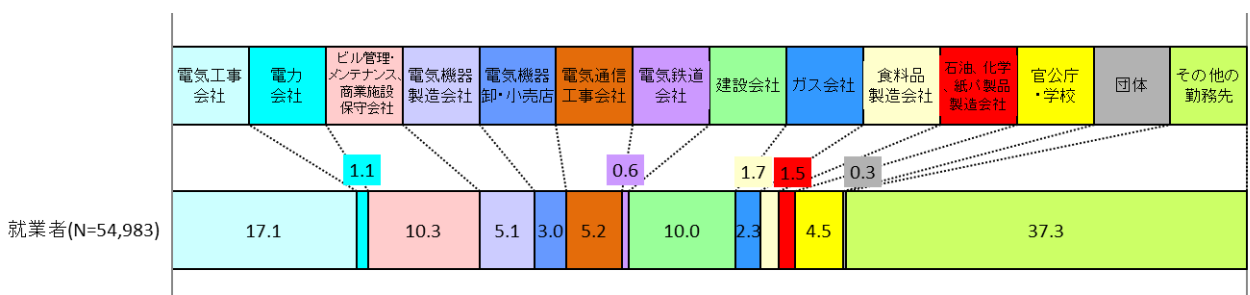 電気工事
会社
電力
会社
ビル管理・
メンテナンス、
商業施設
保守会社
電気機器
製造会社
電気機器
卸・小売店
電気通信
工事会社
電気鉄道
会社
建設会社
ガス会社
食料品
製造会社
石油、化学
、紙パ製品
製造会社
官公庁
・学校
団体
その他の
勤務先
1.1
0.6
1.7
1.5
0.3
就業者(N=54,983)
17.1
10.3
5.1
3.0
5.2
10.0
2.3
4.5
37.3